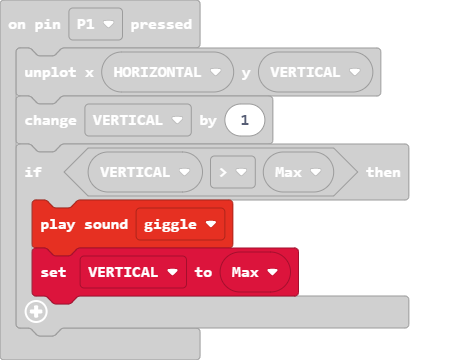 on pin P1 pressed
unplot x HORIZONTAL y VERTICAL
change VERTICAL by 1
if VERTICAL > Max then
play sound giggle
set VERTICAL to Max